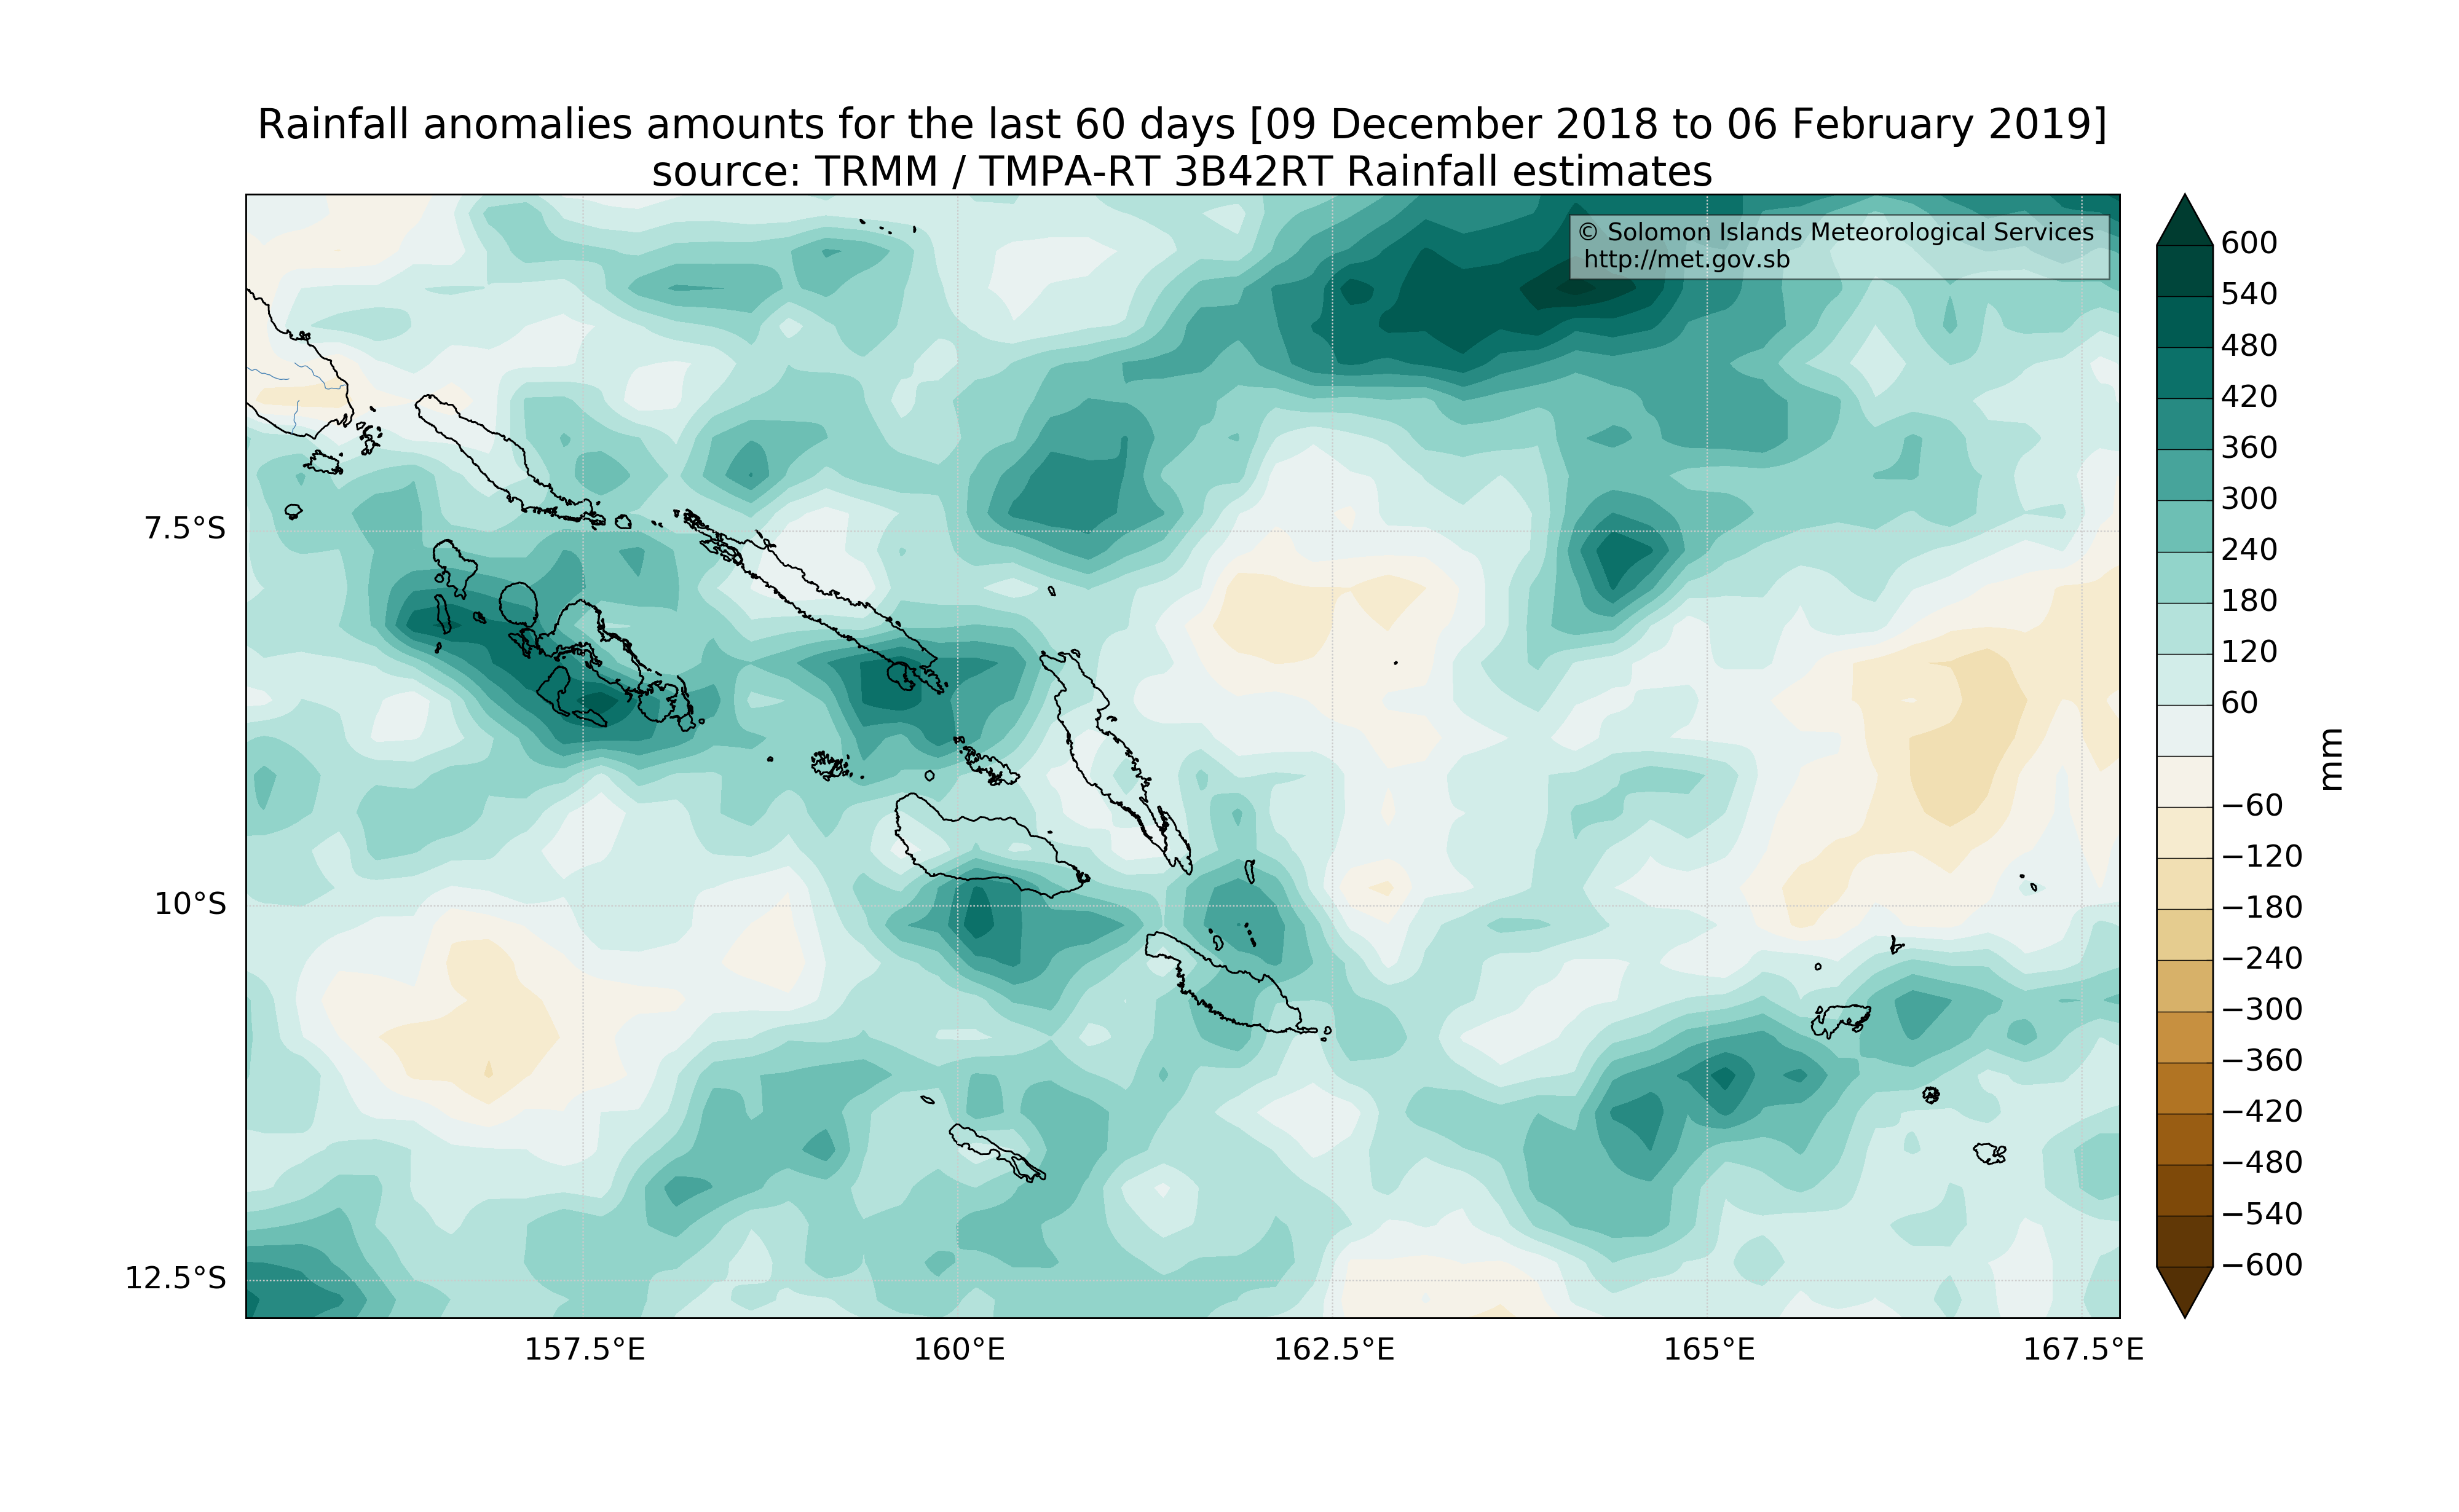 Rainfall anomalies amounts for the last 60 days [09 December 2018 to 06 February 2019]
source: TRMM / TMPA-RT 3B42RT Rainfall estimates
© Solomon Islands Meteorological Services
http://met.gov.sb
7.5°S
10°S
12.5°S
157.5°E
160°E
162.5°E
165°E
167.5°E
600
540
480
420
360
300
240
180
120
60
−60
−120
−180
−240
−300
−360
−420
−480
−540
−600
mm